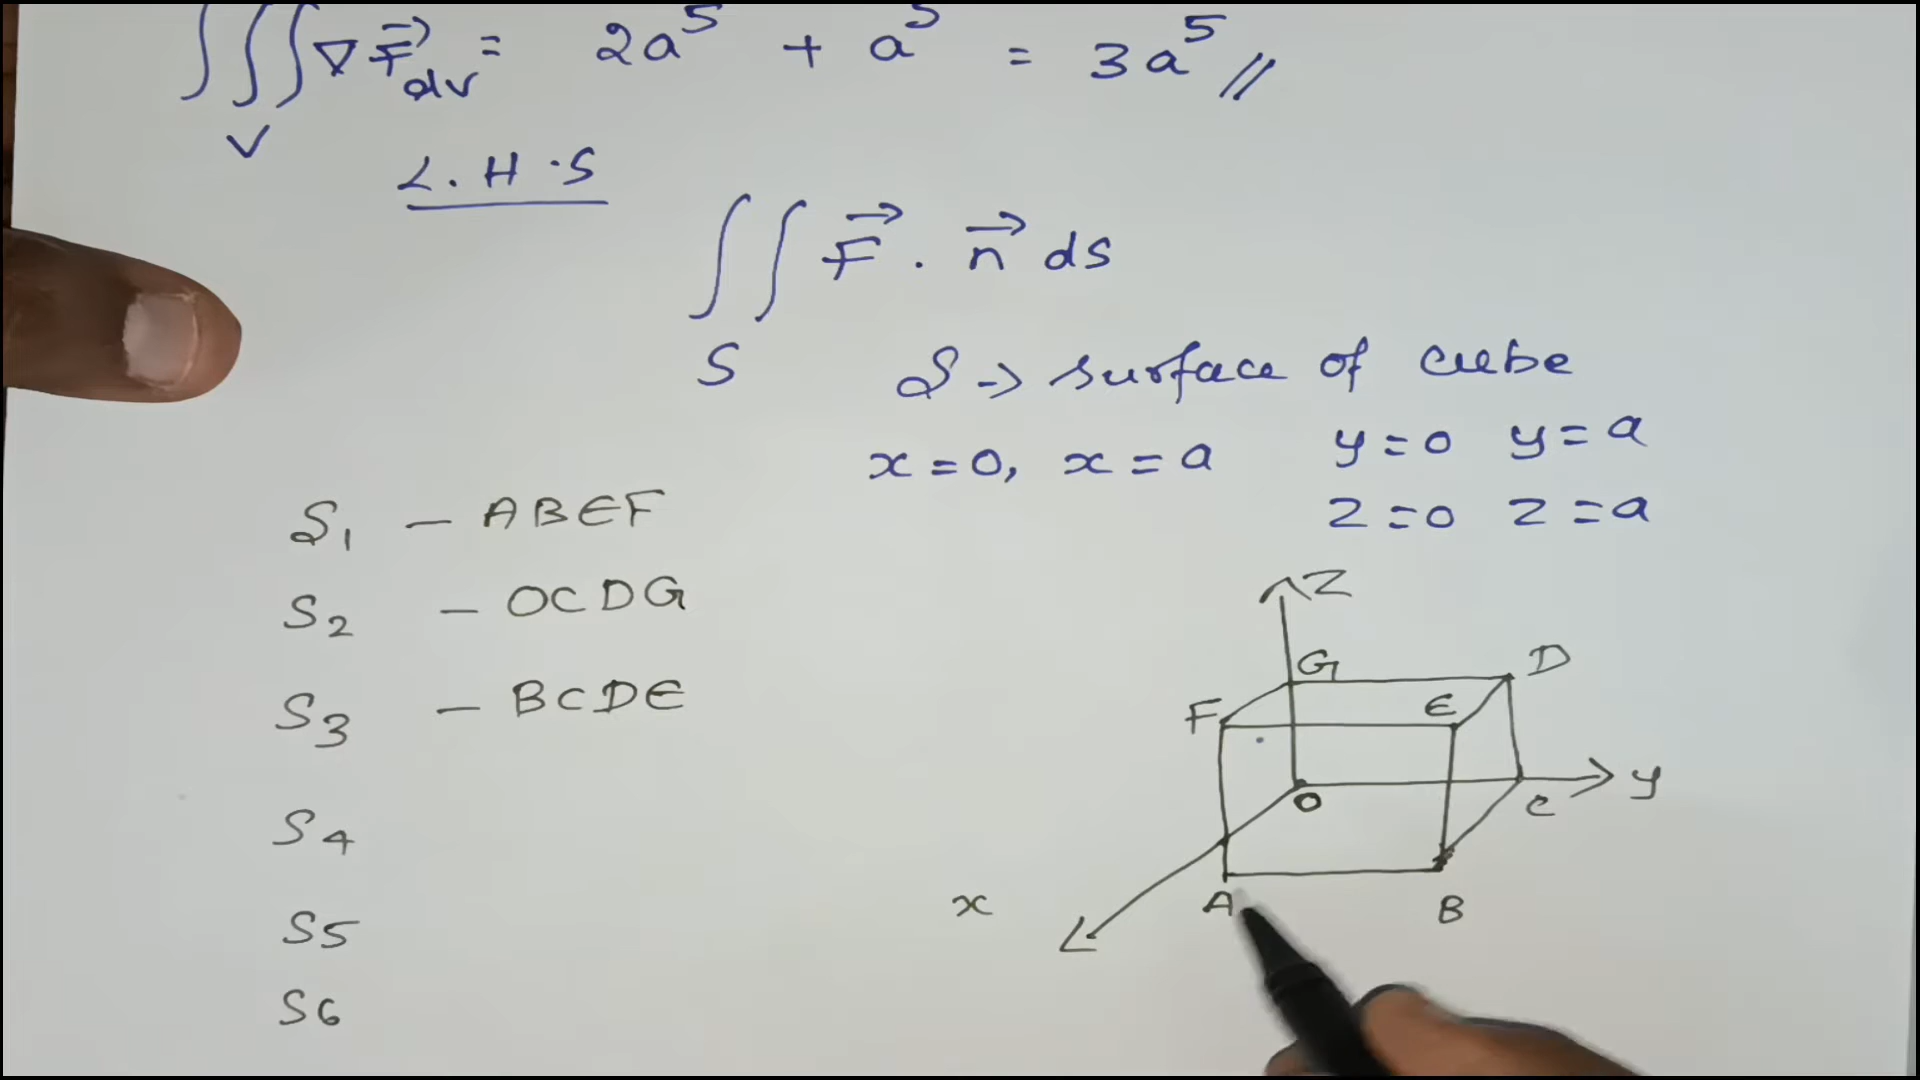 ∫∫∫ ∇ F⃗ dv = 2a⁵ + a⁵ = 3a⁵ //
V
L.H.S
∫∫ F⃗ . n⃗ ds
S
S → surface of cube
x = 0, x = a y = 0 y = a
z = 0 z = a
S₁ — ABEF
S₂ — OCDG
S₃ — BCDE
S₄
S₅
S₆
Z
G D
F E
O C y
x A B